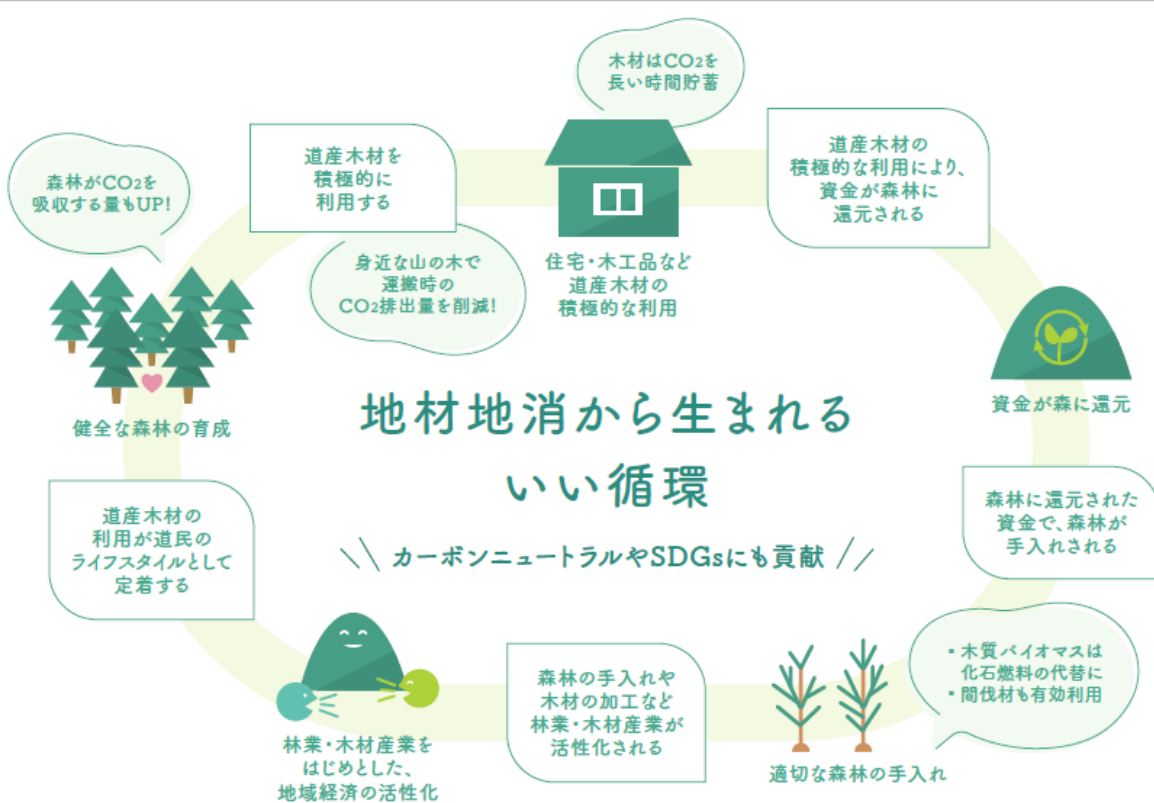 地材地消から生まれる
いい循環
カーボンニュートラルやSDGsにも貢献
道産木材を
積極的に
利用する
身近な山の木で
運搬時の
CO2排出量を削減!
木材はCO2を
長い時間貯蓄
住宅・木工品など
道産木材の
積極的な利用
道産木材の
積極的な利用により、
資金が森林に
還元される
資金が森に還元
森林に還元された
資金で、森林が
手入れされる
▪木質バイオマスは
化石燃料の代替に
▪間伐材も有効利用
適切な森林の手入れ
森林の手入れや
木材の加工など
林業・木材産業が
活性化される
林業・木材産業を
はじめとした、
地域経済の活性化
道産木材の
利用が道民の
ライフスタイルとして
定着する
健全な森林の育成
森林がCO2を
吸収する量もUP!